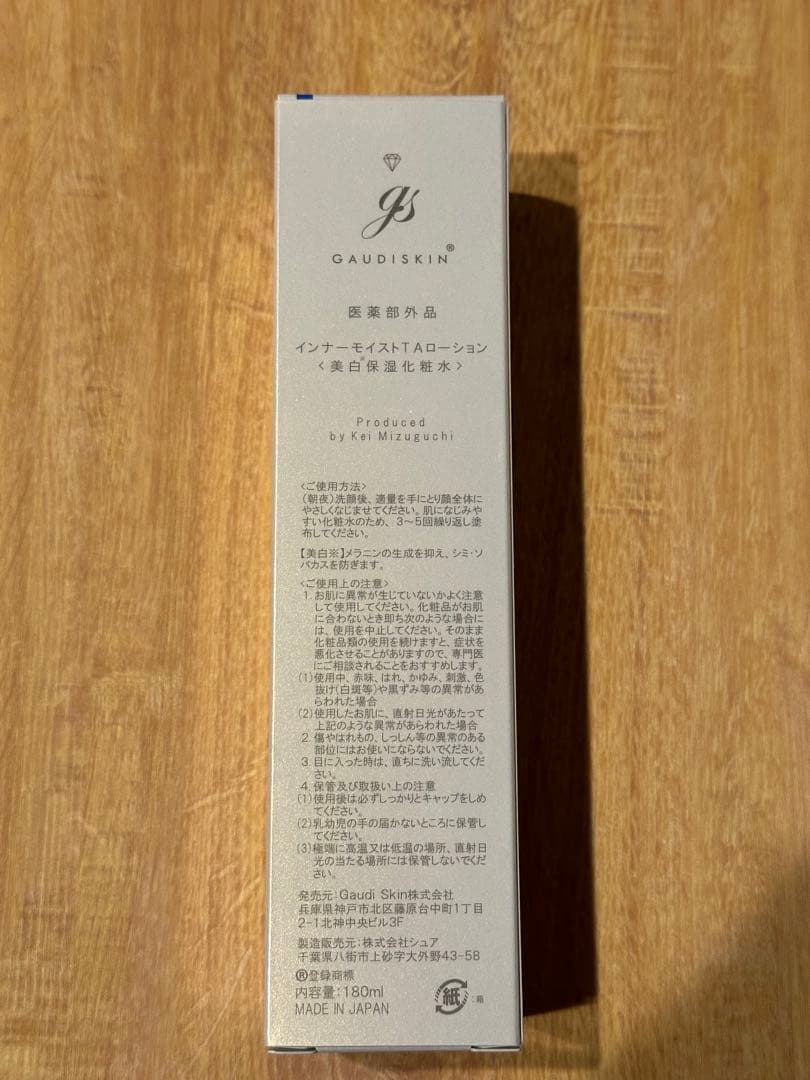 gs
GAUDISKIN®
医薬部外品
インナーモイストTAローション
〈美白※保湿化粧水〉
Produced
by Kei Mizuguchi
<ご使用方法>
(朝夜)洗顔後、適量を手にとり顔全体に
やさしくなじませてください。肌になじみや
すい化粧水のため、3～5回繰り返し塗
布してください。
【美白※】メラニンの生成を抑え、シミ・ソ
バカスを防ぎます。
<ご使用上の注意>
1. お肌に異常が生じていないかよく注意
して使用してください。化粧品がお肌
に合わないとき即ち次のような場合に
は、使用を中止してください。そのまま
化粧品類の使用を続けますと、症状を
悪化させることがありますので、専門医
にご相談されることをおすすめします。
(1)使用中、赤味、はれ、かゆみ、刺激、色
抜け(白斑等)や黒ずみ等の異常があ
らわれた場合
(2)使用したお肌に、直射日光があたって
上記のような異常があらわれた場合
2. 傷やはれもの、しっしん等の異常のある
部位にはお使いにならないでください。
3. 目に入った時は、直ちに洗い流してくだ
さい。
4. 保管及び取扱い上の注意
(1)使用後は必ずしっかりとキャップをしめ
てください。
(2)乳幼児の手の届かないところに保管し
てください。
(3)極端に高温又は低温の場所、直射日
光の当たる場所には保管しないでくだ
さい。
発売元:Gaudi Skin株式会社
兵庫県神戸市北区藤原台中町1丁目
2-1北神中央ビル3F
製造販売元:株式会社シュア
千葉県八街市上砂字大外野43-58
®登録商標
内容量:180ml
MADE IN JAPAN
紙:箱